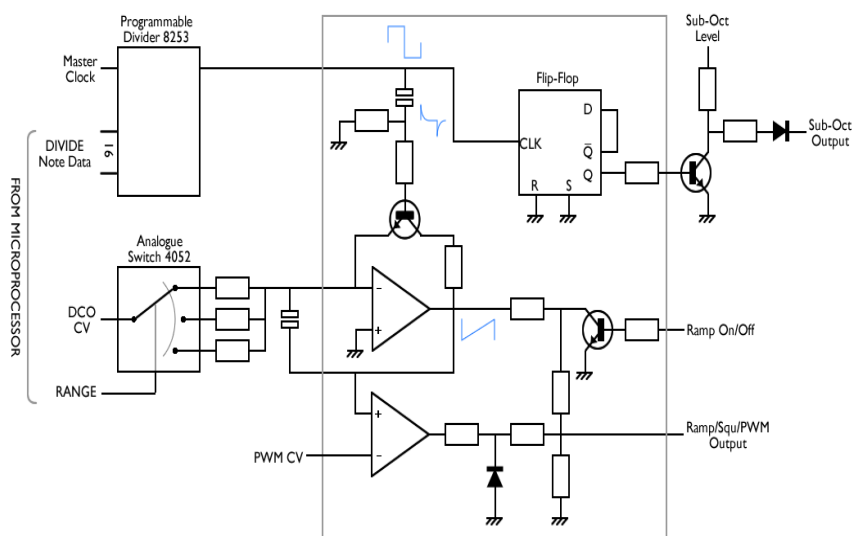 Programmable
Divider 8253
Master
Clock
DIVIDE
Note Data
16
FROM MICROPROCESSOR
Analogue
Switch 4052
DCO
CV
RANGE
Flip-Flop
D
CLK
Q
Q
R
S
Sub-Oct
Level
Sub-Oct
Output
-
+
Ramp On/Off
+
-
PWM CV
Ramp/Squ/PWM
Output